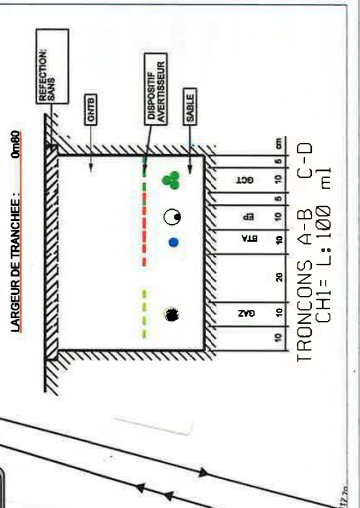 LARGEUR DE TRANCHEE : 0m80
REFECTION:
SANS
GNTB
DISPOSITIF
AVERTISSEUR
SABLE
GAZ BTA EP GCT
10 10 20 10 10 5 10 5 cm
TRONCONS A-B C-D
CHI= L: 100 ml